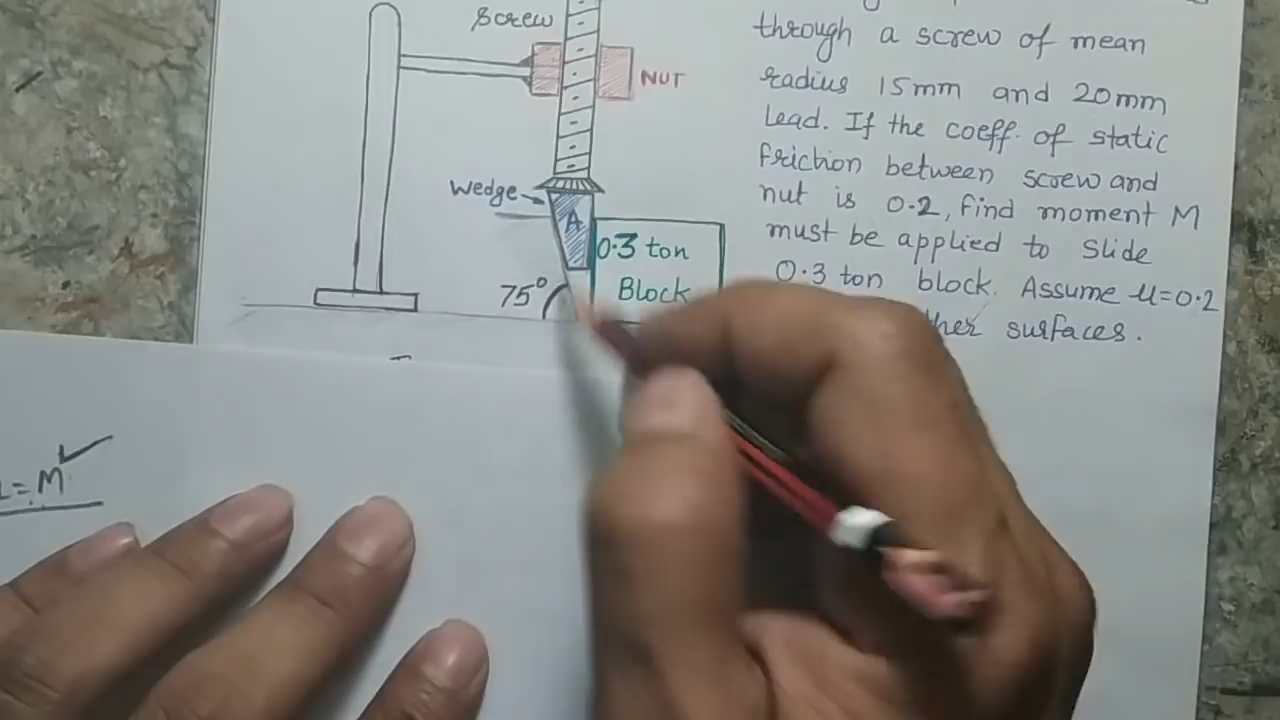 Screw
NUT
Wedge
A
0.3 ton
Block
75°
through a screw of mean
radius 15mm and 20mm
Lead. If the coeff. of static
friction between screw and
nut is 0.2, find moment M
must be applied to slide
0.3 ton block. Assume μ=0.2
surfaces.
=M